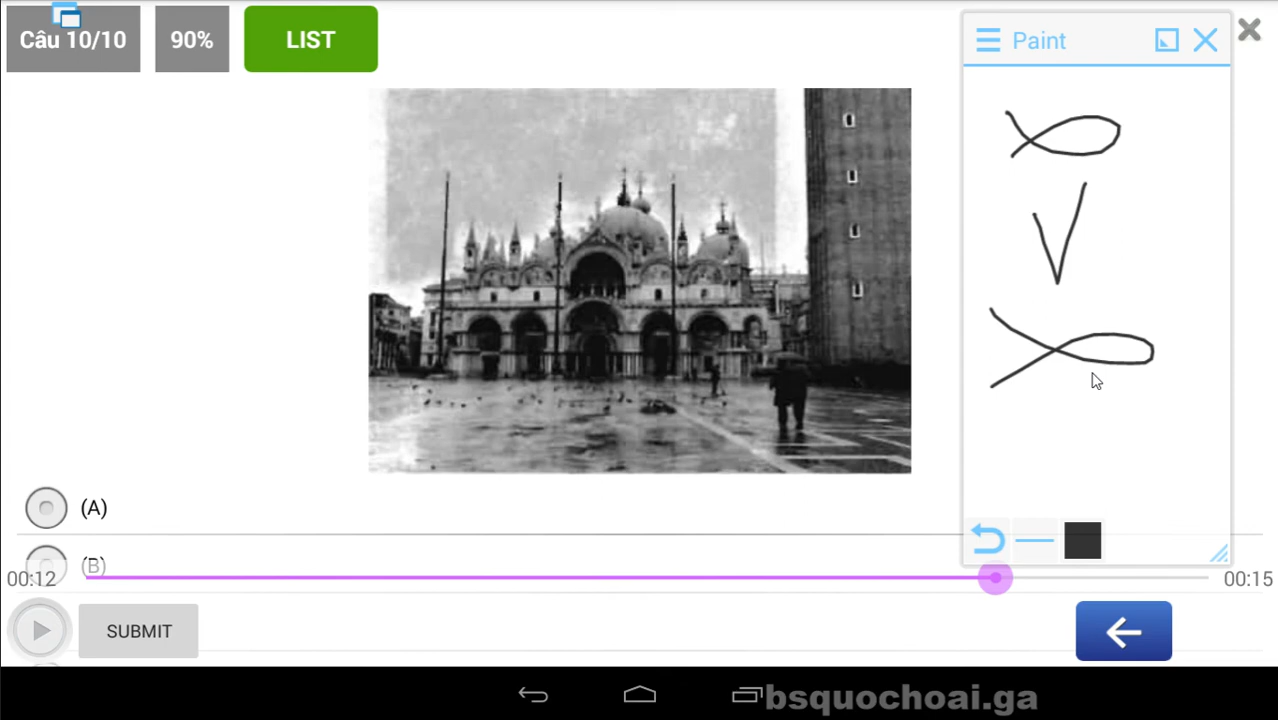 Câu 10/10 90% LIST
Paint
(A)
(B)
00:12 00:15
SUBMIT
bsquochoai.ga